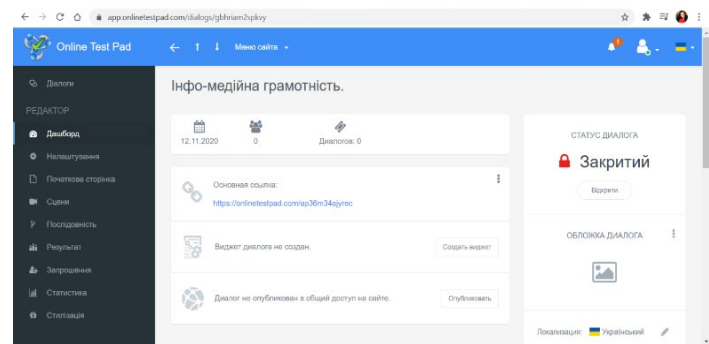 app.onlinetestpad.com/dialogs/gbhriam2spkvy
Online Test Pad
Меню сайта
1
Діалоги
РЕДАКТОР
Дашборд
Налаштування
Початкова сторінка
Сцени
Послідовність
Результат
Запрошення
Статистика
Стилізація
Інфо-медійна грамотність.
12.11.2020
0
Диалогов: 0
Основная ссылка:
https://onlinetestpad.com/ap36m34ajyrec
Виджет диалога не создан.
Создать виджет
Диалог не опубликован в общий доступ на сайте.
Опубликовать
СТАТУС ДИАЛОГА
Закритий
Відкрити
ОБЛОЖКА ДИАЛОГА
Локализация: Український